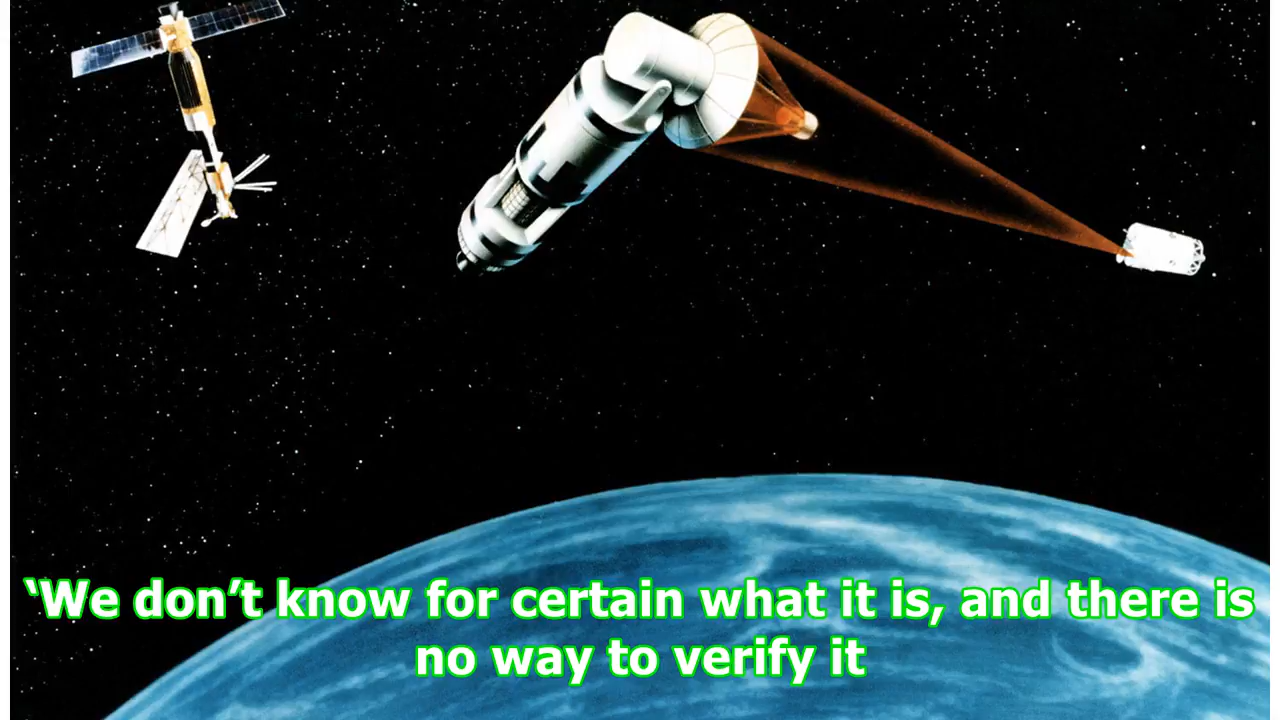 ‘We don’t know for certain what it is, and there is
no way to verify it